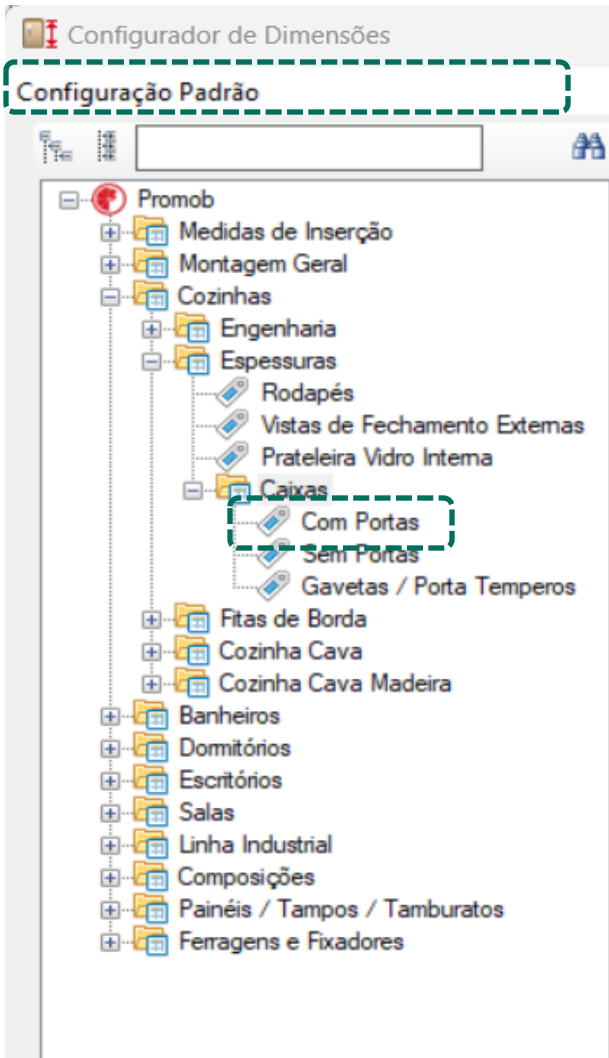 Configurador de Dimensões
Configuração Padrão
Promob
Medidas de Inserção
Montagem Geral
Cozinhas
Engenharia
Espessuras
Rodapés
Vistas de Fechamento Externas
Prateleira Vidro Interna
Caixas
Com Portas
Sem Portas
Gavetas / Porta Temperos
Fitas de Borda
Cozinha Cava
Cozinha Cava Madeira
Banheiros
Dormitórios
Escritórios
Salas
Linha Industrial
Composições
Painéis / Tampos / Tamburatos
Ferragens e Fixadores